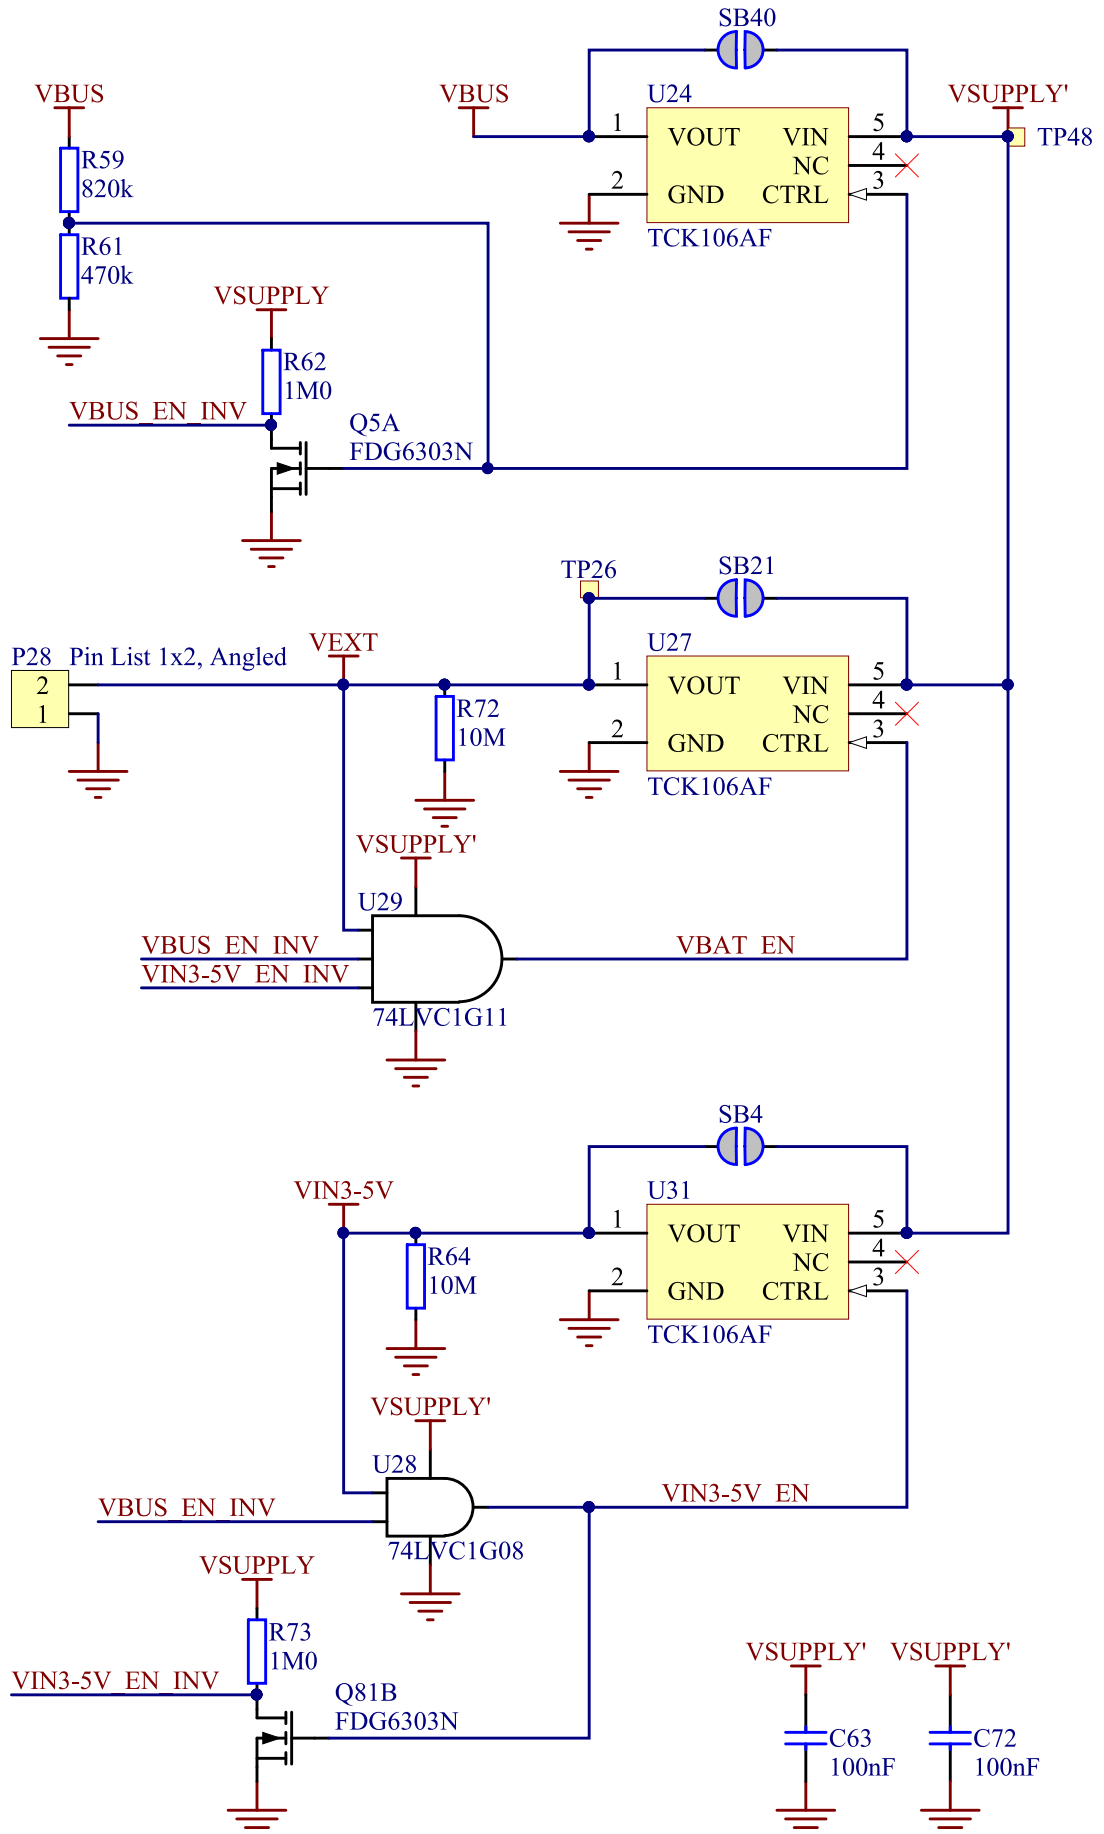 SB40
VBUS
VBUS
U24
VSUPPLY'
1
VOUT
VIN
5
TP48
NC
4
2
GND
CTRL
3
TCK106AF
R59
820k
R61
470k
VSUPPLY
R62
1M0
VBUS_EN_INV
Q5A
FDG6303N
TP26
SB21
P28
Pin List 1x2, Angled
VEXT
U27
2
1
1
VOUT
VIN
5
NC
4
2
GND
CTRL
3
TCK106AF
R72
10M
VSUPPLY'
U29
VBUS_EN_INV
VIN3-5V_EN_INV
VBAT_EN
74LVC1G11
SB4
VIN3-5V
U31
1
VOUT
VIN
5
NC
4
2
GND
CTRL
3
TCK106AF
R64
10M
VSUPPLY'
U28
VBUS_EN_INV
VIN3-5V_EN
74LVC1G08
VSUPPLY
R73
1M0
VIN3-5V_EN_INV
Q81B
FDG6303N
VSUPPLY'
VSUPPLY'
C63
100nF
C72
100nF